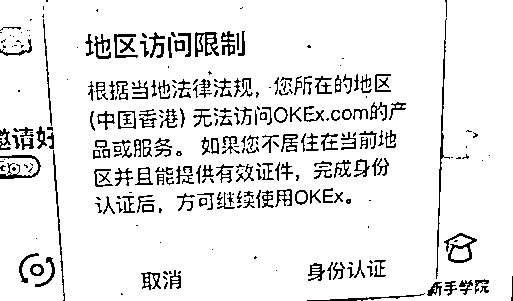 地区访问限制
根据当地法律法规，您所在的地区
(中国香港) 无法访问OKEx.com的产
品或服务。如果您不居住在当前地
区并且能提供有效证件，完成身份
认证后，方可继续使用OKEx。
邀请好
取消
身份认证
新手学院